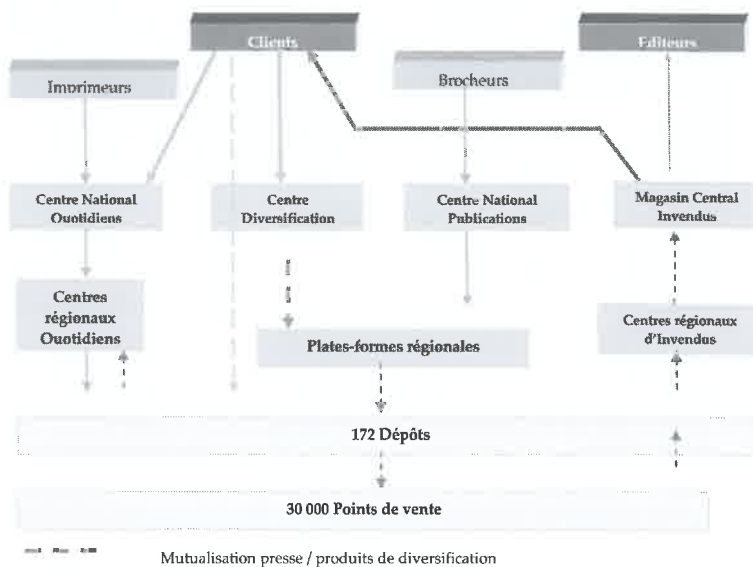 Clients
Editeurs
Imprimeurs
Brocheurs
Centre National
Quotidiens
Centre
Diversification
Centre National
Publications
Magasin Central
Invendus
Centres
régionaux
Quotidiens
Plates-formes régionales
Centres régionaux
d'Invendus
172 Dépôts
30 000 Points de vente
Mutualisation presse / produits de diversification